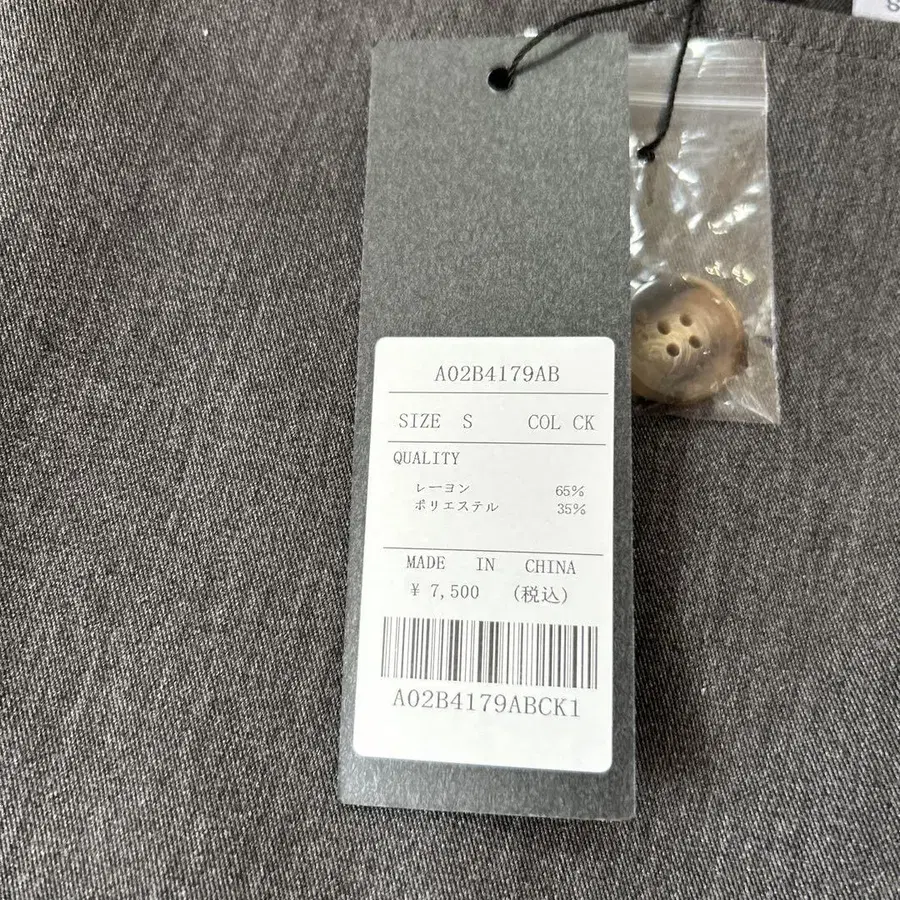 A02B4179AB
SIZE S COL CK
QUALITY
レーヨン 65%
ポリエステル 35%
MADE IN CHINA
¥ 7,500 (税込)
A02B4179ABCK1